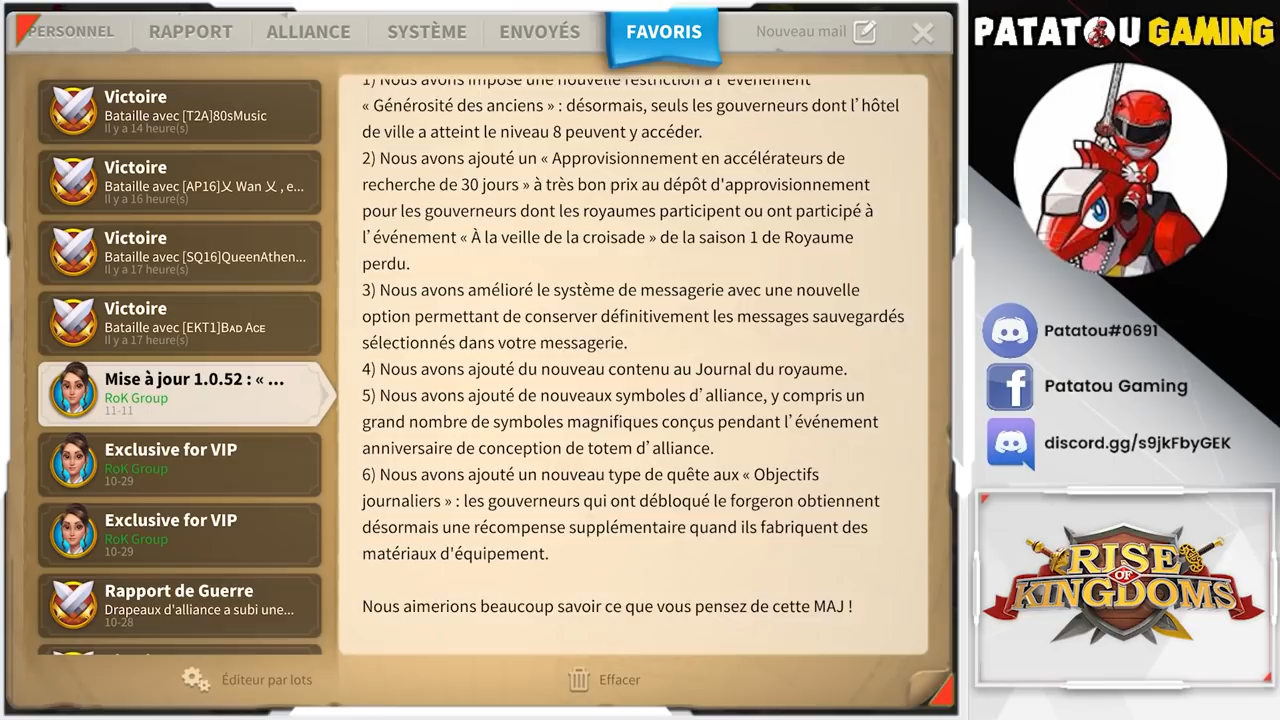 PERSONNEL
RAPPORT
ALLIANCE
SYSTÈME
ENVOYÉS
FAVORIS
Nouveau mail
Victoire
Bataille avec [T2A]80sMusic
Il y a 14 heure(s)
Victoire
Bataille avec [AP16]乂 Wan 乂 , e...
Il y a 16 heure(s)
Victoire
Bataille avec [SQ16]QueenAthen...
Il y a 17 heure(s)
Victoire
Bataille avec [EKT1]Bᴀᴅ Aᴄᴇ
Il y a 17 heure(s)
Mise à jour 1.0.52 : « ...
RoK Group
11-11
Exclusive for VIP
RoK Group
10-29
Exclusive for VIP
RoK Group
10-29
Rapport de Guerre
Drapeaux d'alliance a subi une...
10-28
1) Nous avons imposé une nouvelle restriction à l'événement
« Générosité des anciens » : désormais, seuls les gouverneurs dont l'hôtel
de ville a atteint le niveau 8 peuvent y accéder.
2) Nous avons ajouté un « Approvisionnement en accélérateurs de
recherche de 30 jours » à très bon prix au dépôt d'approvisionnement
pour les gouverneurs dont les royaumes participent ou ont participé à
l'événement « À la veille de la croisade » de la saison 1 de Royaume
perdu.
3) Nous avons amélioré le système de messagerie avec une nouvelle
option permettant de conserver définitivement les messages sauvegardés
sélectionnés dans votre messagerie.
4) Nous avons ajouté du nouveau contenu au Journal du royaume.
5) Nous avons ajouté de nouveaux symboles d'alliance, y compris un
grand nombre de symboles magnifiques conçus pendant l'événement
anniversaire de conception de totem d'alliance.
6) Nous avons ajouté un nouveau type de quête aux « Objectifs
journaliers » : les gouverneurs qui ont débloqué le forgeron obtiennent
désormais une récompense supplémentaire quand ils fabriquent des
matériaux d'équipement.
Nous aimerions beaucoup savoir ce que vous pensez de cette MAJ !
Éditeur par lots
Effacer
PATATOU GAMING
Patatou#0691
Patatou Gaming
discord.gg/s9jkFbyGEK
RISE
OF
KINGDOMS